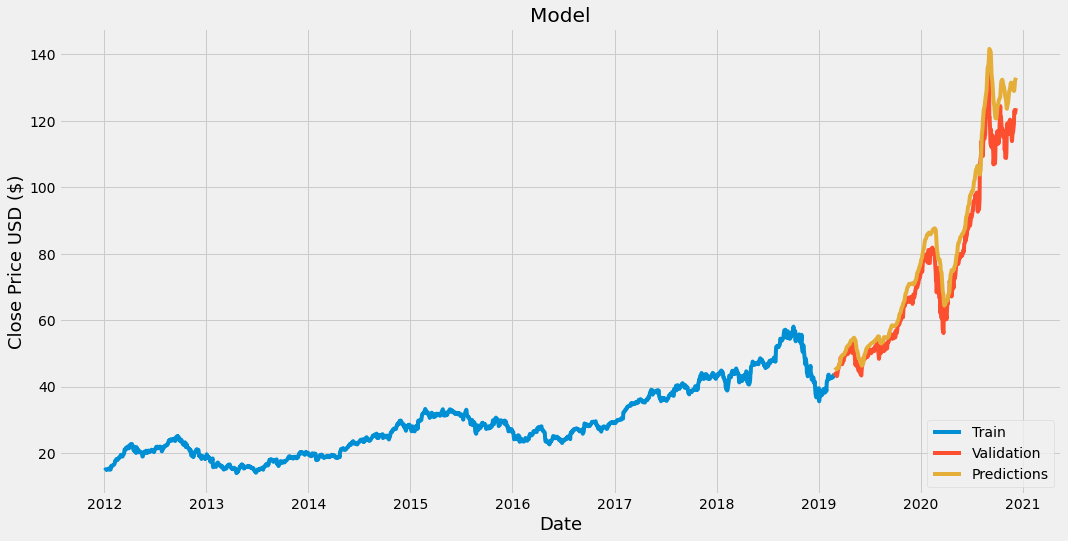 Model
Close Price USD ($)
140
120
100
80
60
40
20
2012 2013 2014 2015 2016 2017 2018 2019 2020 2021
Date
Train
Validation
Predictions